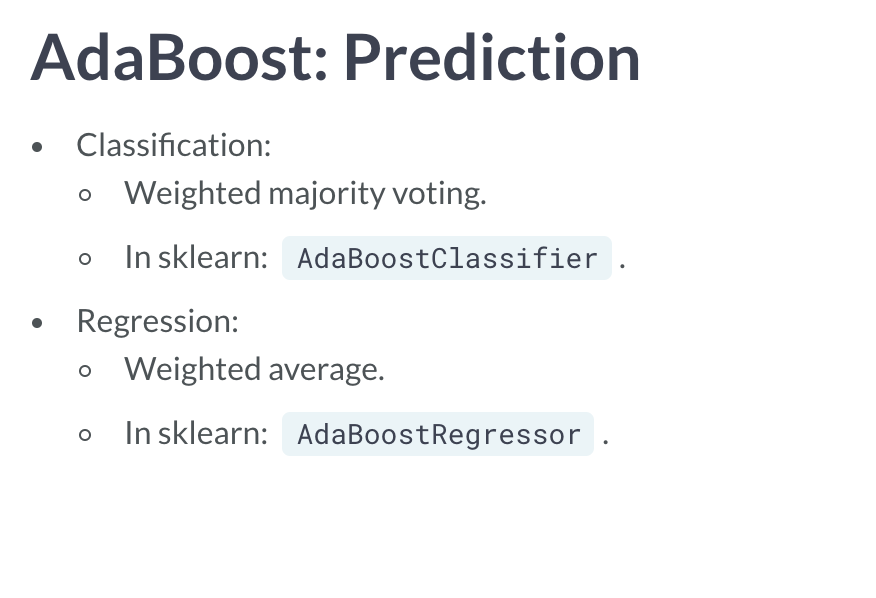 AdaBoost: Prediction
• Classification:
◦ Weighted majority voting.
◦ In sklearn: AdaBoostClassifier .
• Regression:
◦ Weighted average.
◦ In sklearn: AdaBoostRegressor .